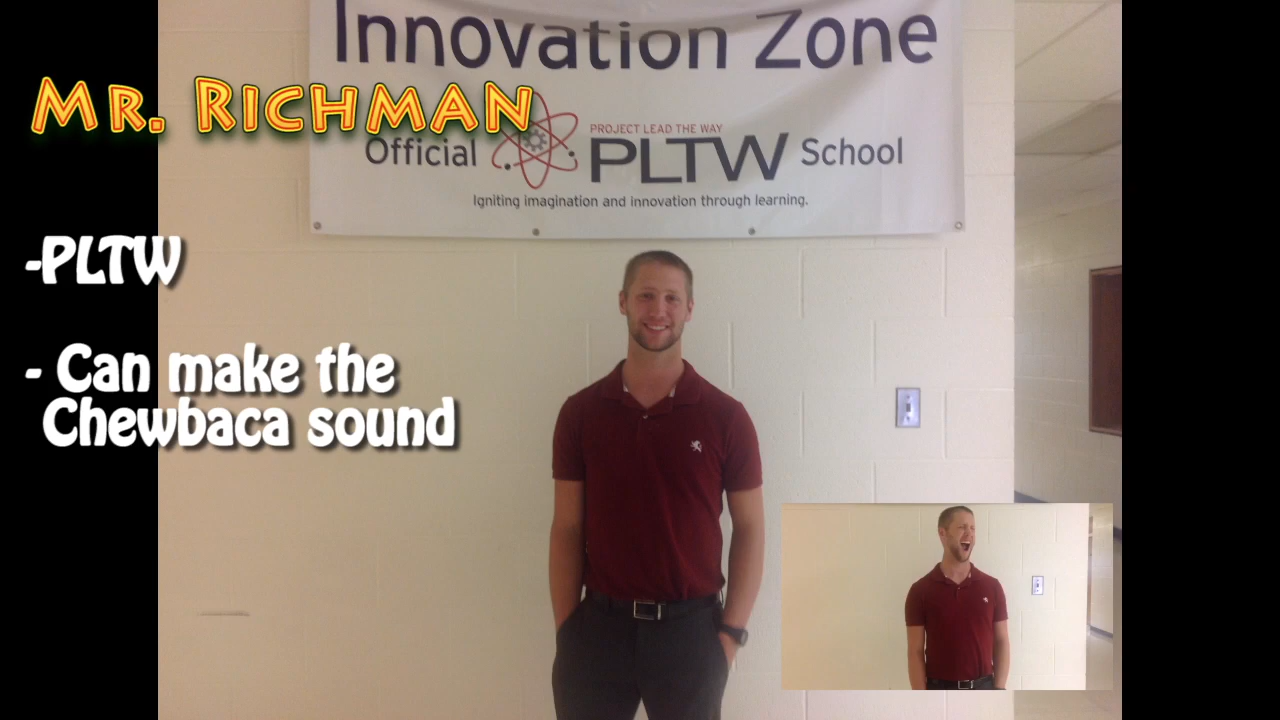 Innovation Zone
Mr. Richman
PROJECT LEAD THE WAY
Official PLTW School
Igniting imagination and innovation through learning.
-PLTW
- Can make the
Chewbaca sound